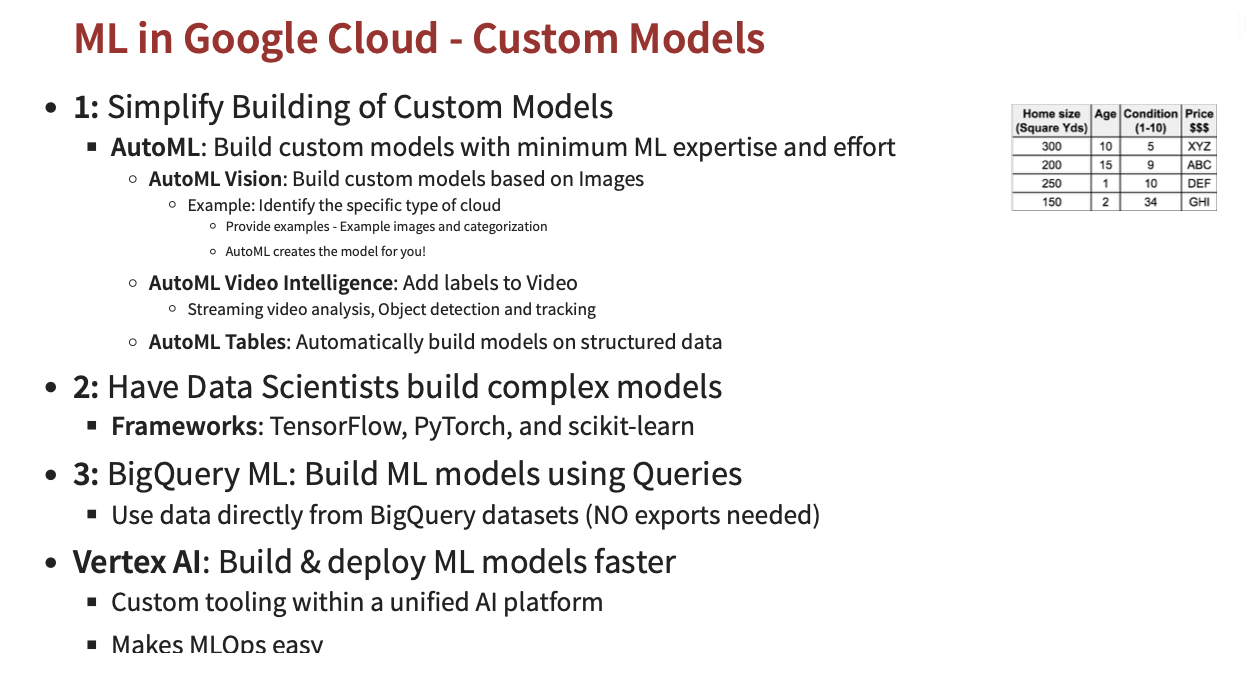 ML in Google Cloud - Custom Models
• 1: Simplify Building of Custom Models
▪ AutoML: Build custom models with minimum ML expertise and effort
○ AutoML Vision: Build custom models based on Images
○ Example: Identify the specific type of cloud
○ Provide examples - Example images and categorization
○ AutoML creates the model for you!
○ AutoML Video Intelligence: Add labels to Video
○ Streaming video analysis, Object detection and tracking
○ AutoML Tables: Automatically build models on structured data
• 2: Have Data Scientists build complex models
▪ Frameworks: TensorFlow, PyTorch, and scikit-learn
• 3: BigQuery ML: Build ML models using Queries
▪ Use data directly from BigQuery datasets (NO exports needed)
• Vertex AI: Build & deploy ML models faster
▪ Custom tooling within a unified AI platform
▪ Makes MLOps easy
Home size Age Condition Price
(Square Yds) (1-10) $$$
300 10 5 XYZ
200 15 9 ABC
250 1 10 DEF
150 2 34 GHI